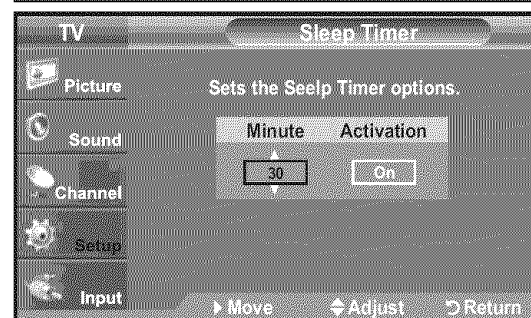 TV
Sleep Timer
Picture
Sets the Seelp Timer options.
Sound
Minute Activation
30 On
Channel
Setup
Input
Move Adjust Return